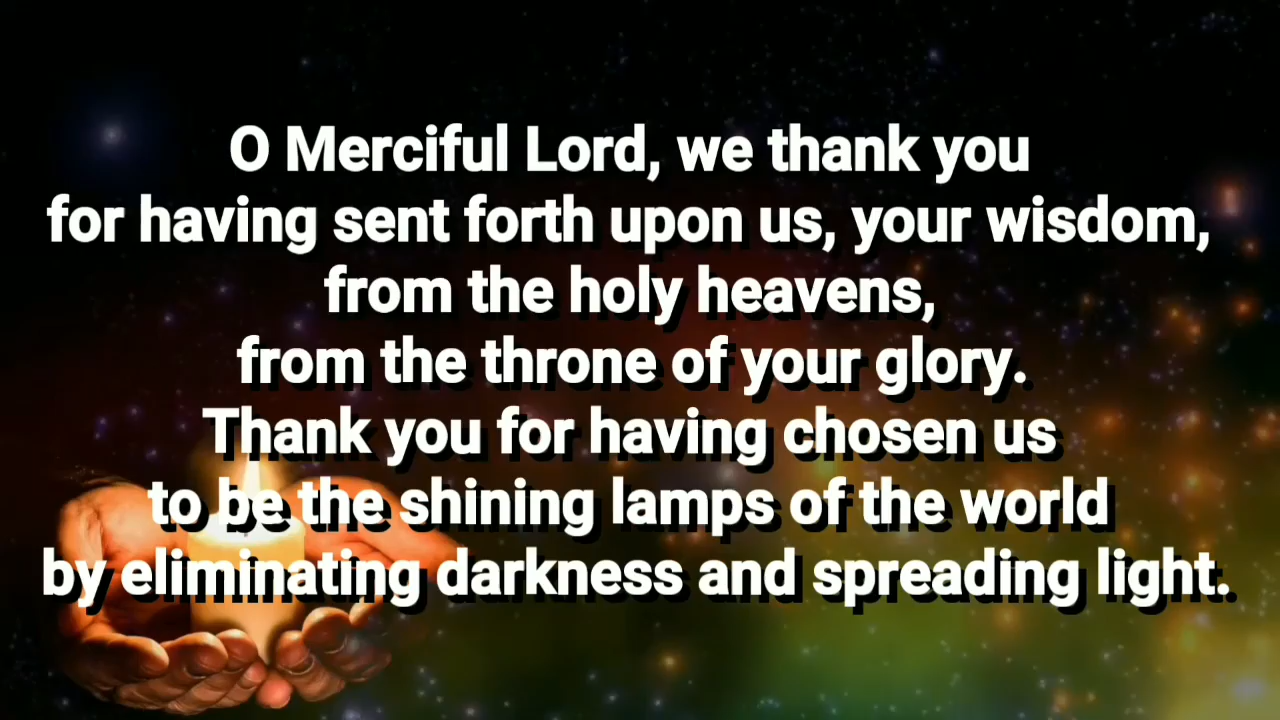 O Merciful Lord, we thank you
for having sent forth upon us, your wisdom,
from the holy heavens,
from the throne of your glory.
Thank you for having chosen us
to be the shining lamps of the world
by eliminating darkness and spreading light.